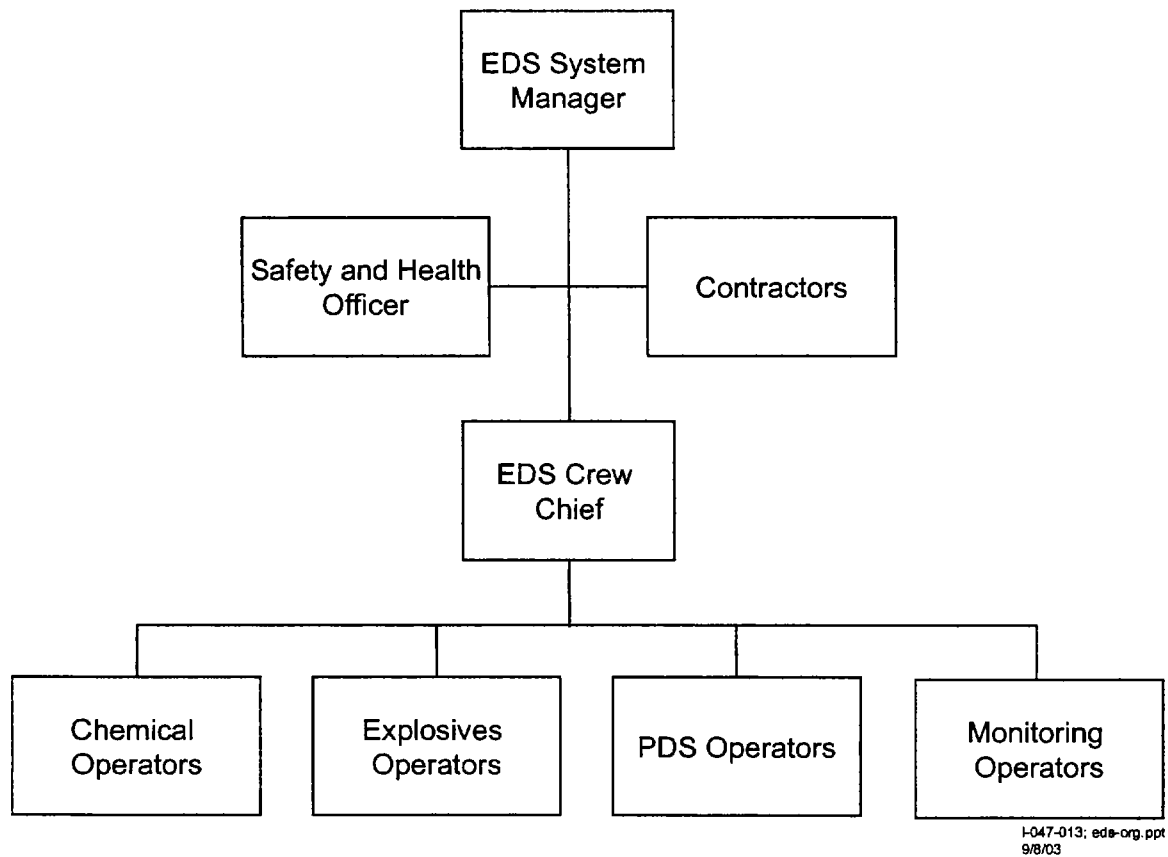 EDS System
Manager
Safety and Health
Officer
Contractors
EDS Crew
Chief
Chemical
Operators
Explosives
Operators
PDS Operators
Monitoring
Operators
I-047-013; eds-org.ppt
9/8/03